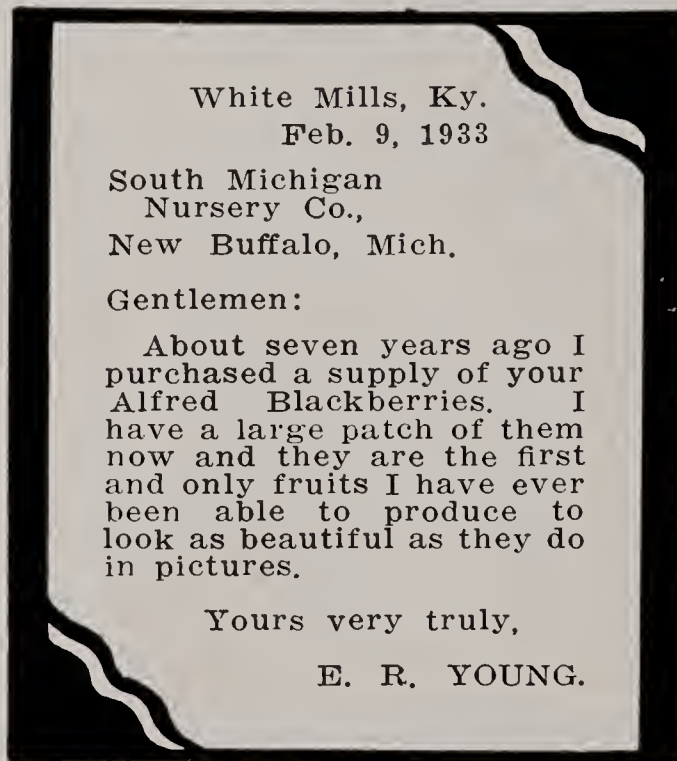 White Mills, Ky.
Feb. 9, 1933
South Michigan
Nursery Co.,
New Buffalo, Mich.
Gentlemen:
About seven years ago I
purchased a supply of your
Alfred Blackberries. I
have a large patch of them
now and they are the first
and only fruits I have ever
been able to produce to
look as beautiful as they do
in pictures.
Yours very truly,
E. R. YOUNG.